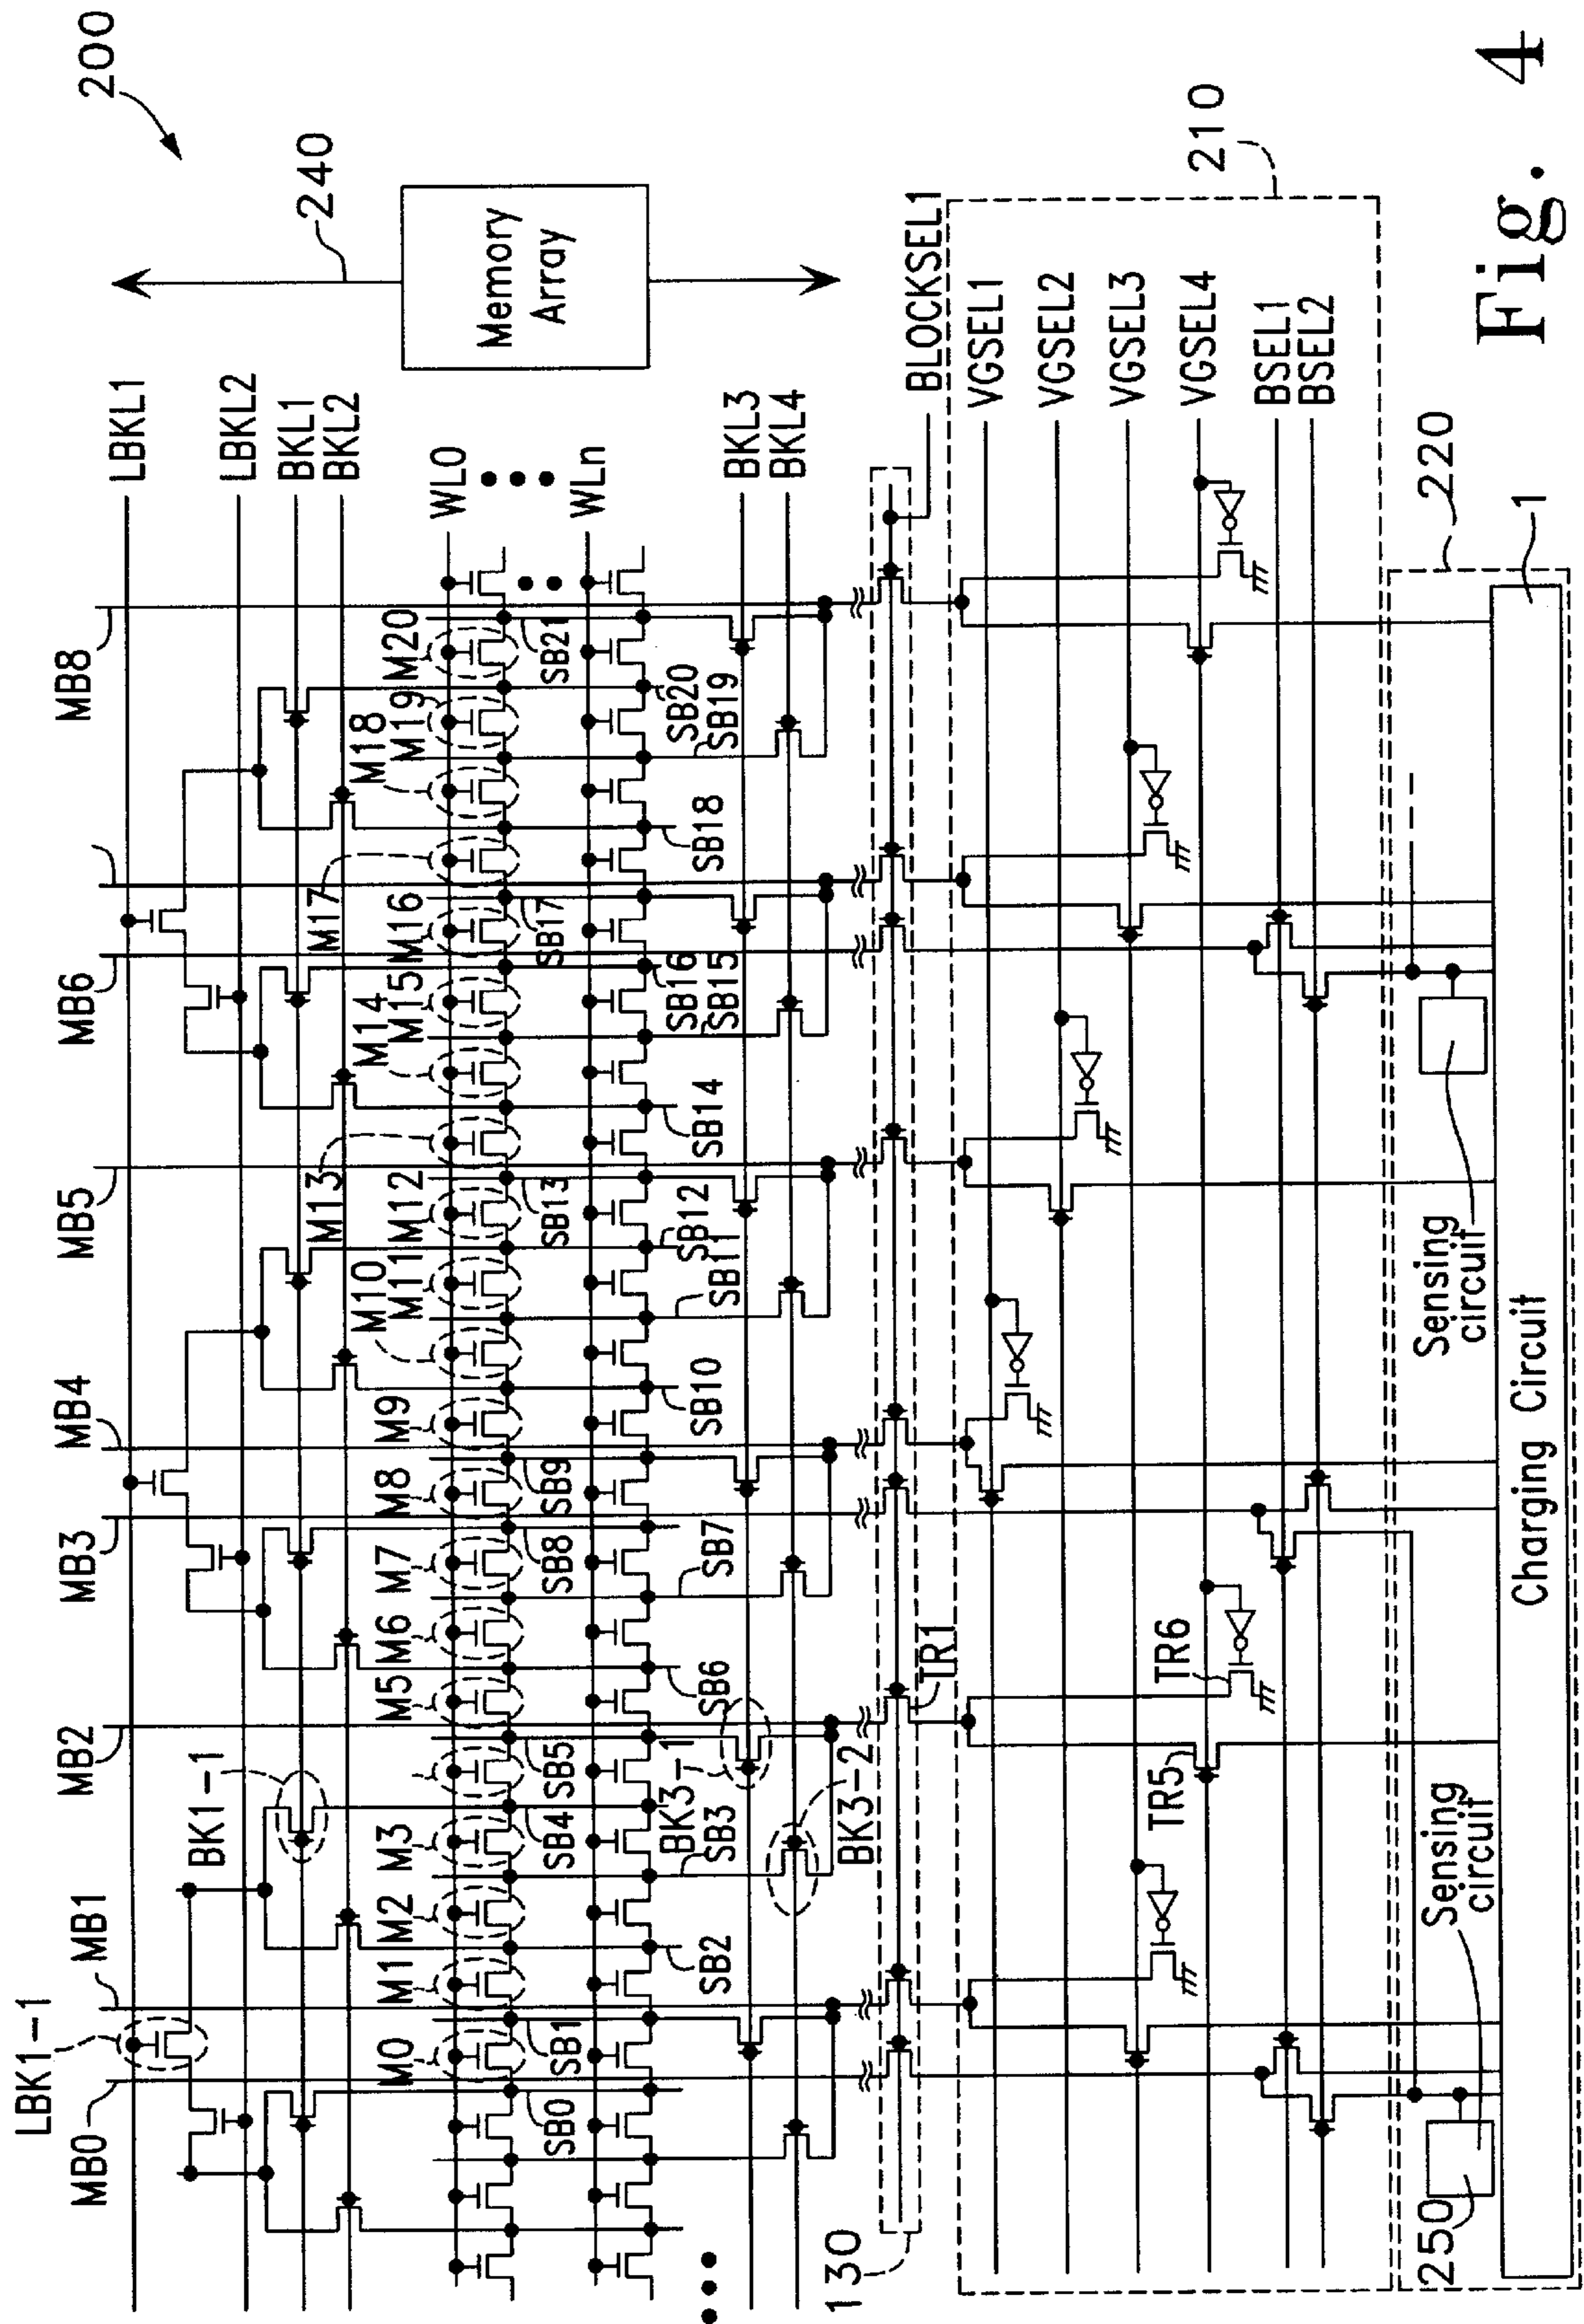 200
240
Memory
Array
LBKL1
LBKL2
BKL1
BKL2
WL0
WLn
BKL3
BKL4
BLOCKSEL1
210
VGSEL1
VGSEL2
VGSEL3
VGSEL4
BSEL1
BSEL2
220
1
LBK1-1
MB0
MB1
BK1-1
MB2
MB3
MB4
MB5
MB6
MB8
M0
M1
M2
M3
M5
M6
M7
M8
M9
M10
M11
M12
M13
M14
M15
M16
M17
M18
M19
M20
SB0
SB1
SB2
SB3
SB4
SB5
SB6
SB7
SB8
SB9
SB10
SB11
SB12
SB13
SB14
SB15
SB16
SB17
SB18
SB19
SB20
SB21
BK3-1
BK3-2
130
TR1
TR5
TR6
Sensing
circuit
Sensing
circuit
250
Charging Circuit
Fig. 4